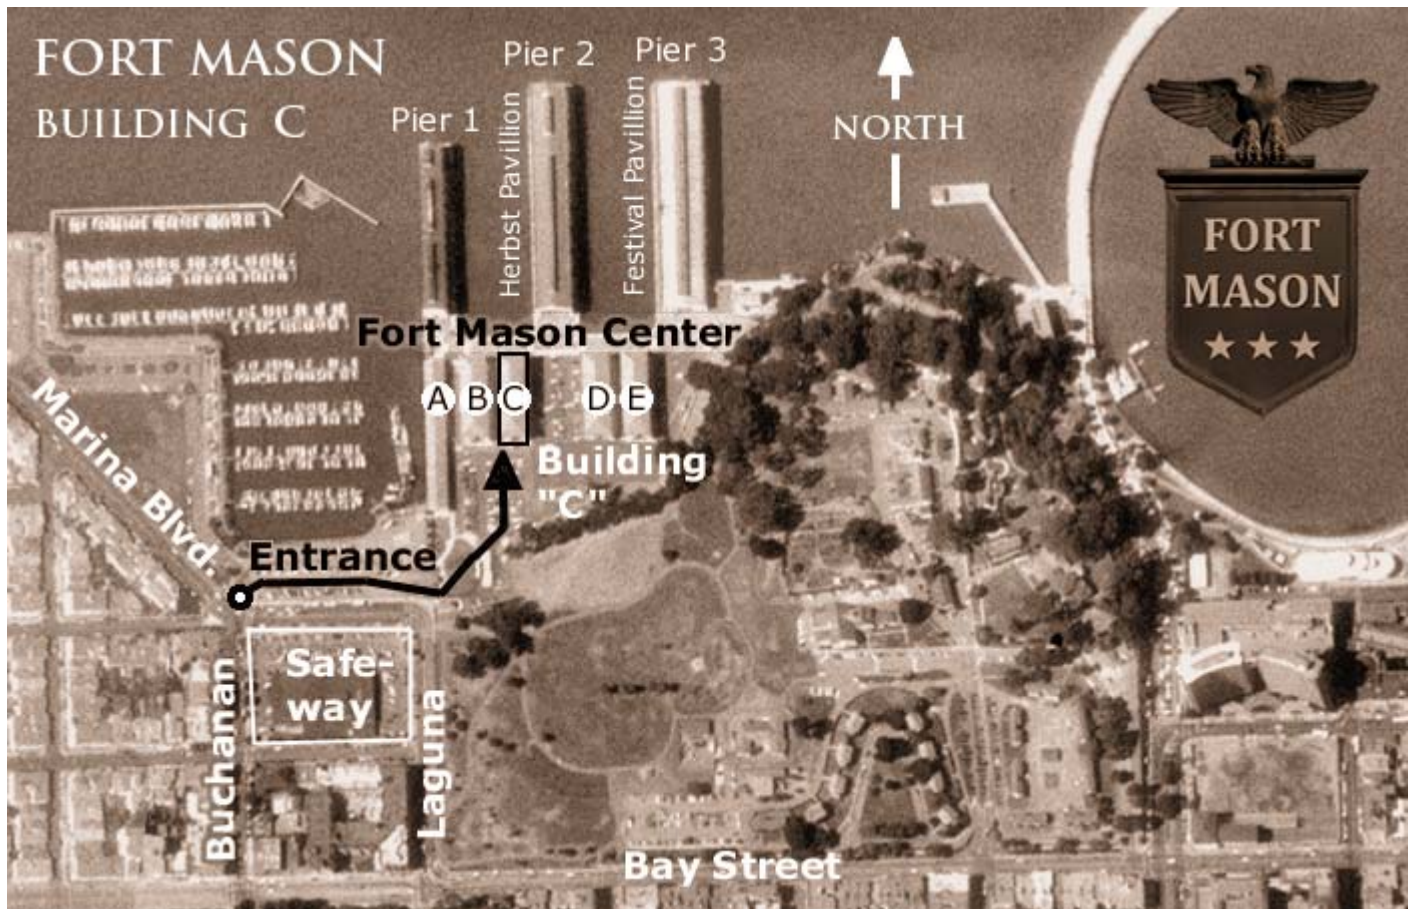 FORT MASON
BUILDING C
Pier 1
Pier 2
Pier 3
Herbst Pavillion
Festival Pavillion
NORTH
FORT
MASON
Fort Mason Center
A B C D E
Building
"C"
Marina Blvd.
Entrance
Safe-
way
Buchanan
Laguna
Bay Street